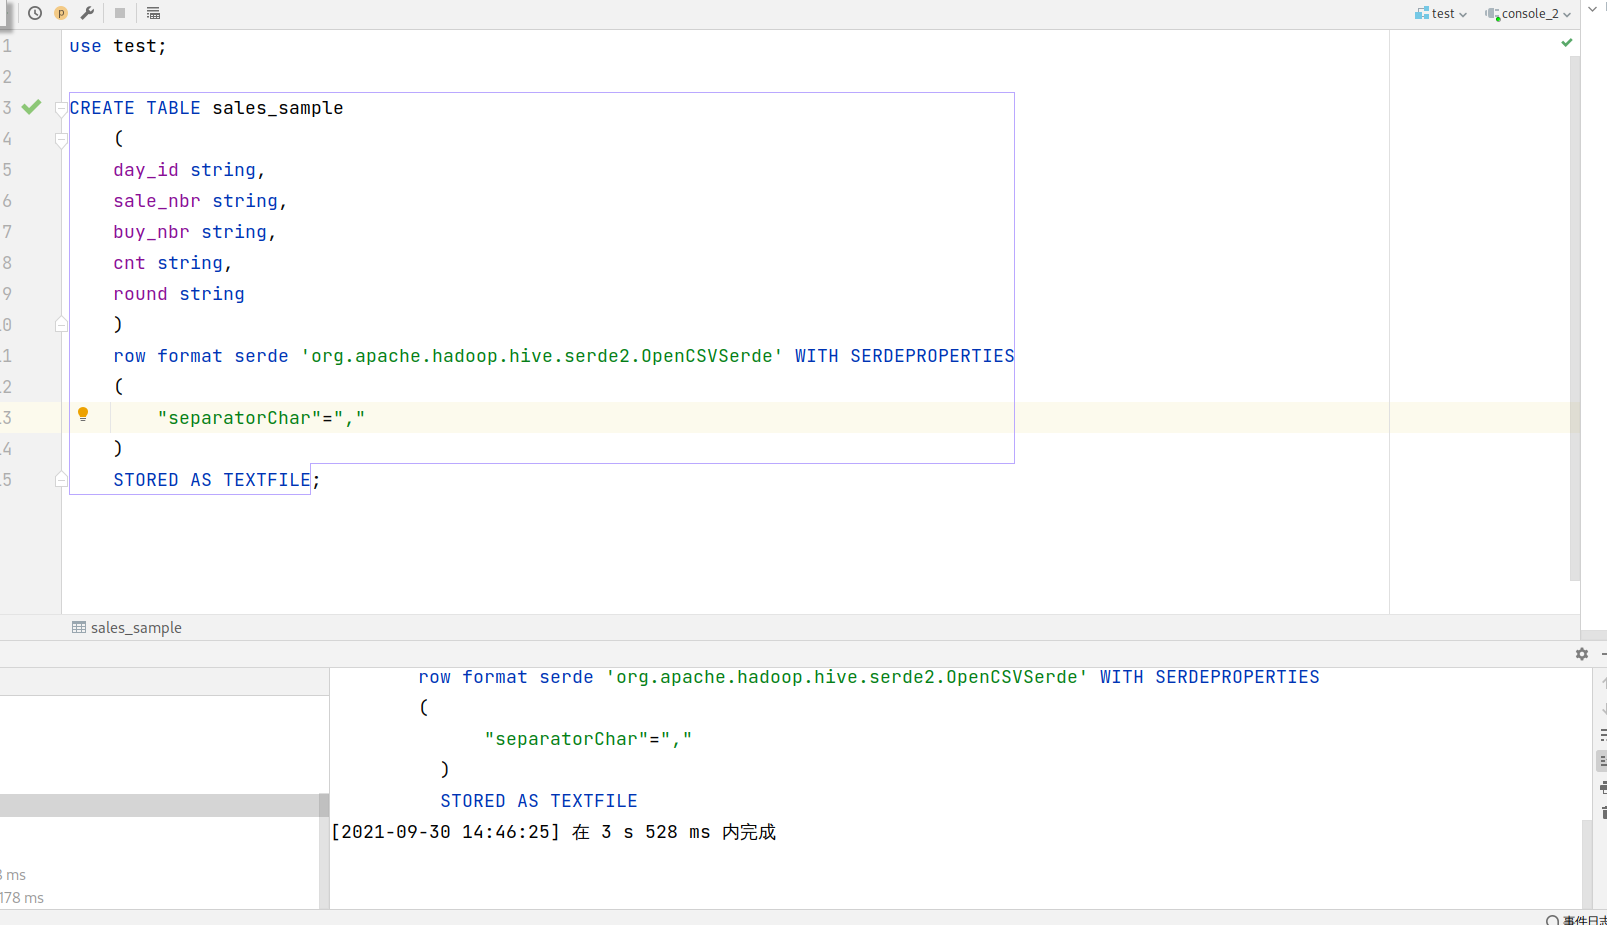 test console_2
1 use test;
2
3 CREATE TABLE sales_sample
4 (
5 day_id string,
6 sale_nbr string,
7 buy_nbr string,
8 cnt string,
9 round string
0 )
1 row format serde 'org.apache.hadoop.hive.serde2.OpenCSVSerde' WITH SERDEPROPERTIES
2 (
3 "separatorChar"=","
4 )
5 STORED AS TEXTFILE;
sales_sample
row format serde 'org.apache.hadoop.hive.serde2.OpenCSVSerde' WITH SERDEPROPERTIES
(
"separatorChar"=","
)
STORED AS TEXTFILE
[2021-09-30 14:46:25] 在 3 s 528 ms 内完成
ms
178 ms
事件日志